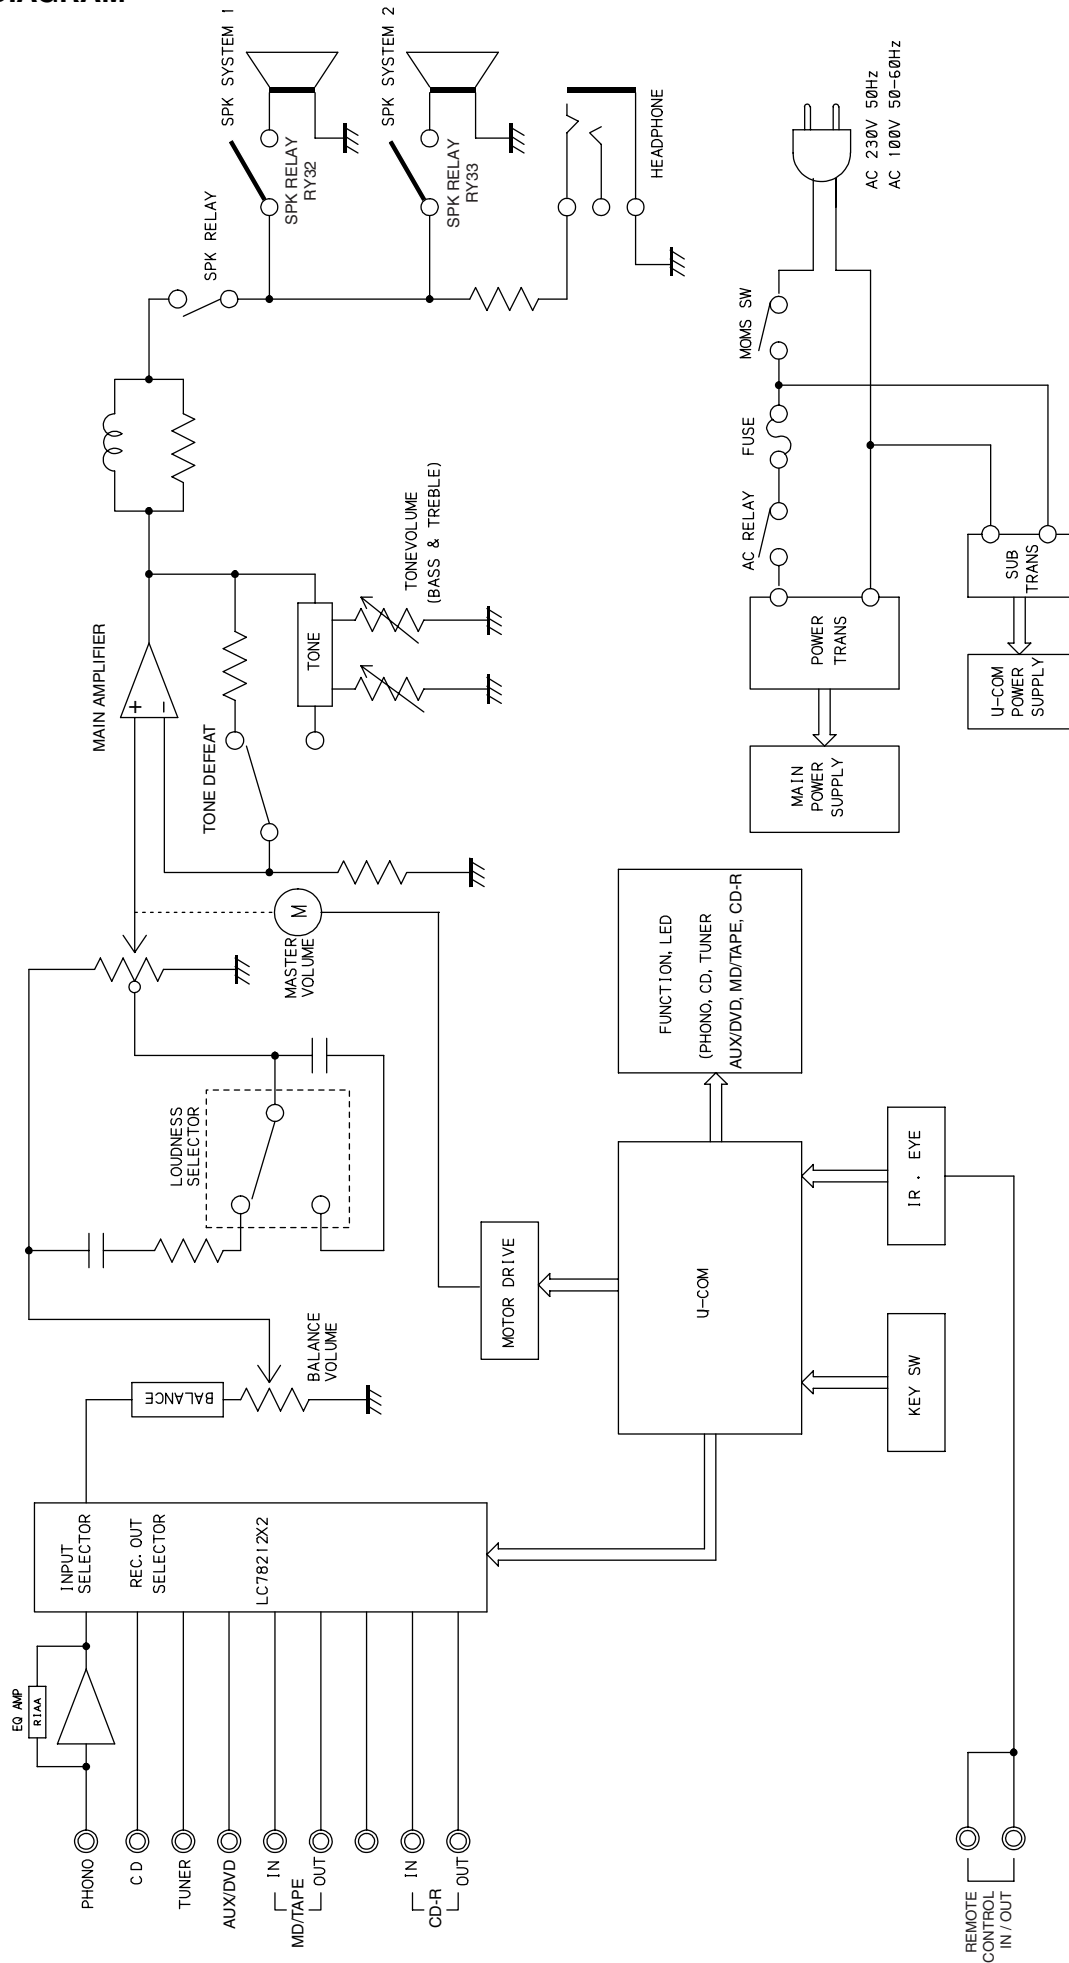 DIAGRAM
SPK SYSTEM 1
SPK SYSTEM 2
SPK RELAY
RY32
SPK RELAY
RY33
SPK RELAY
HEADPHONE
AC 230V 50Hz
AC 100V 50-60Hz
MOMS SW
FUSE
AC RELAY
POWER
TRANS
SUB
TRANS
MAIN
POWER
SUPPLY
U-COM
POWER
SUPPLY
MAIN AMPLIFIER
+
−
TONE DEFEAT
TONE
TONEVOLUME
(BASS & TREBLE)
M
MASTER
VOLUME
LOUDNESS
SELECTOR
BALANCE
BALANCE
VOLUME
MOTOR DRIVE
U-COM
FUNCTION, LED
(PHONO, CD, TUNER
AUX/DVD, MD/TAPE, CD-R
IR . EYE
KEY SW
INPUT
SELECTOR
REC. OUT
SELECTOR
LC78212X2
EQ AMP
RIAA
PHONO
CD
TUNER
AUX/DVD
IN
MD/TAPE
OUT
IN
CD-R
OUT
REMOTE
CONTROL
IN / OUT